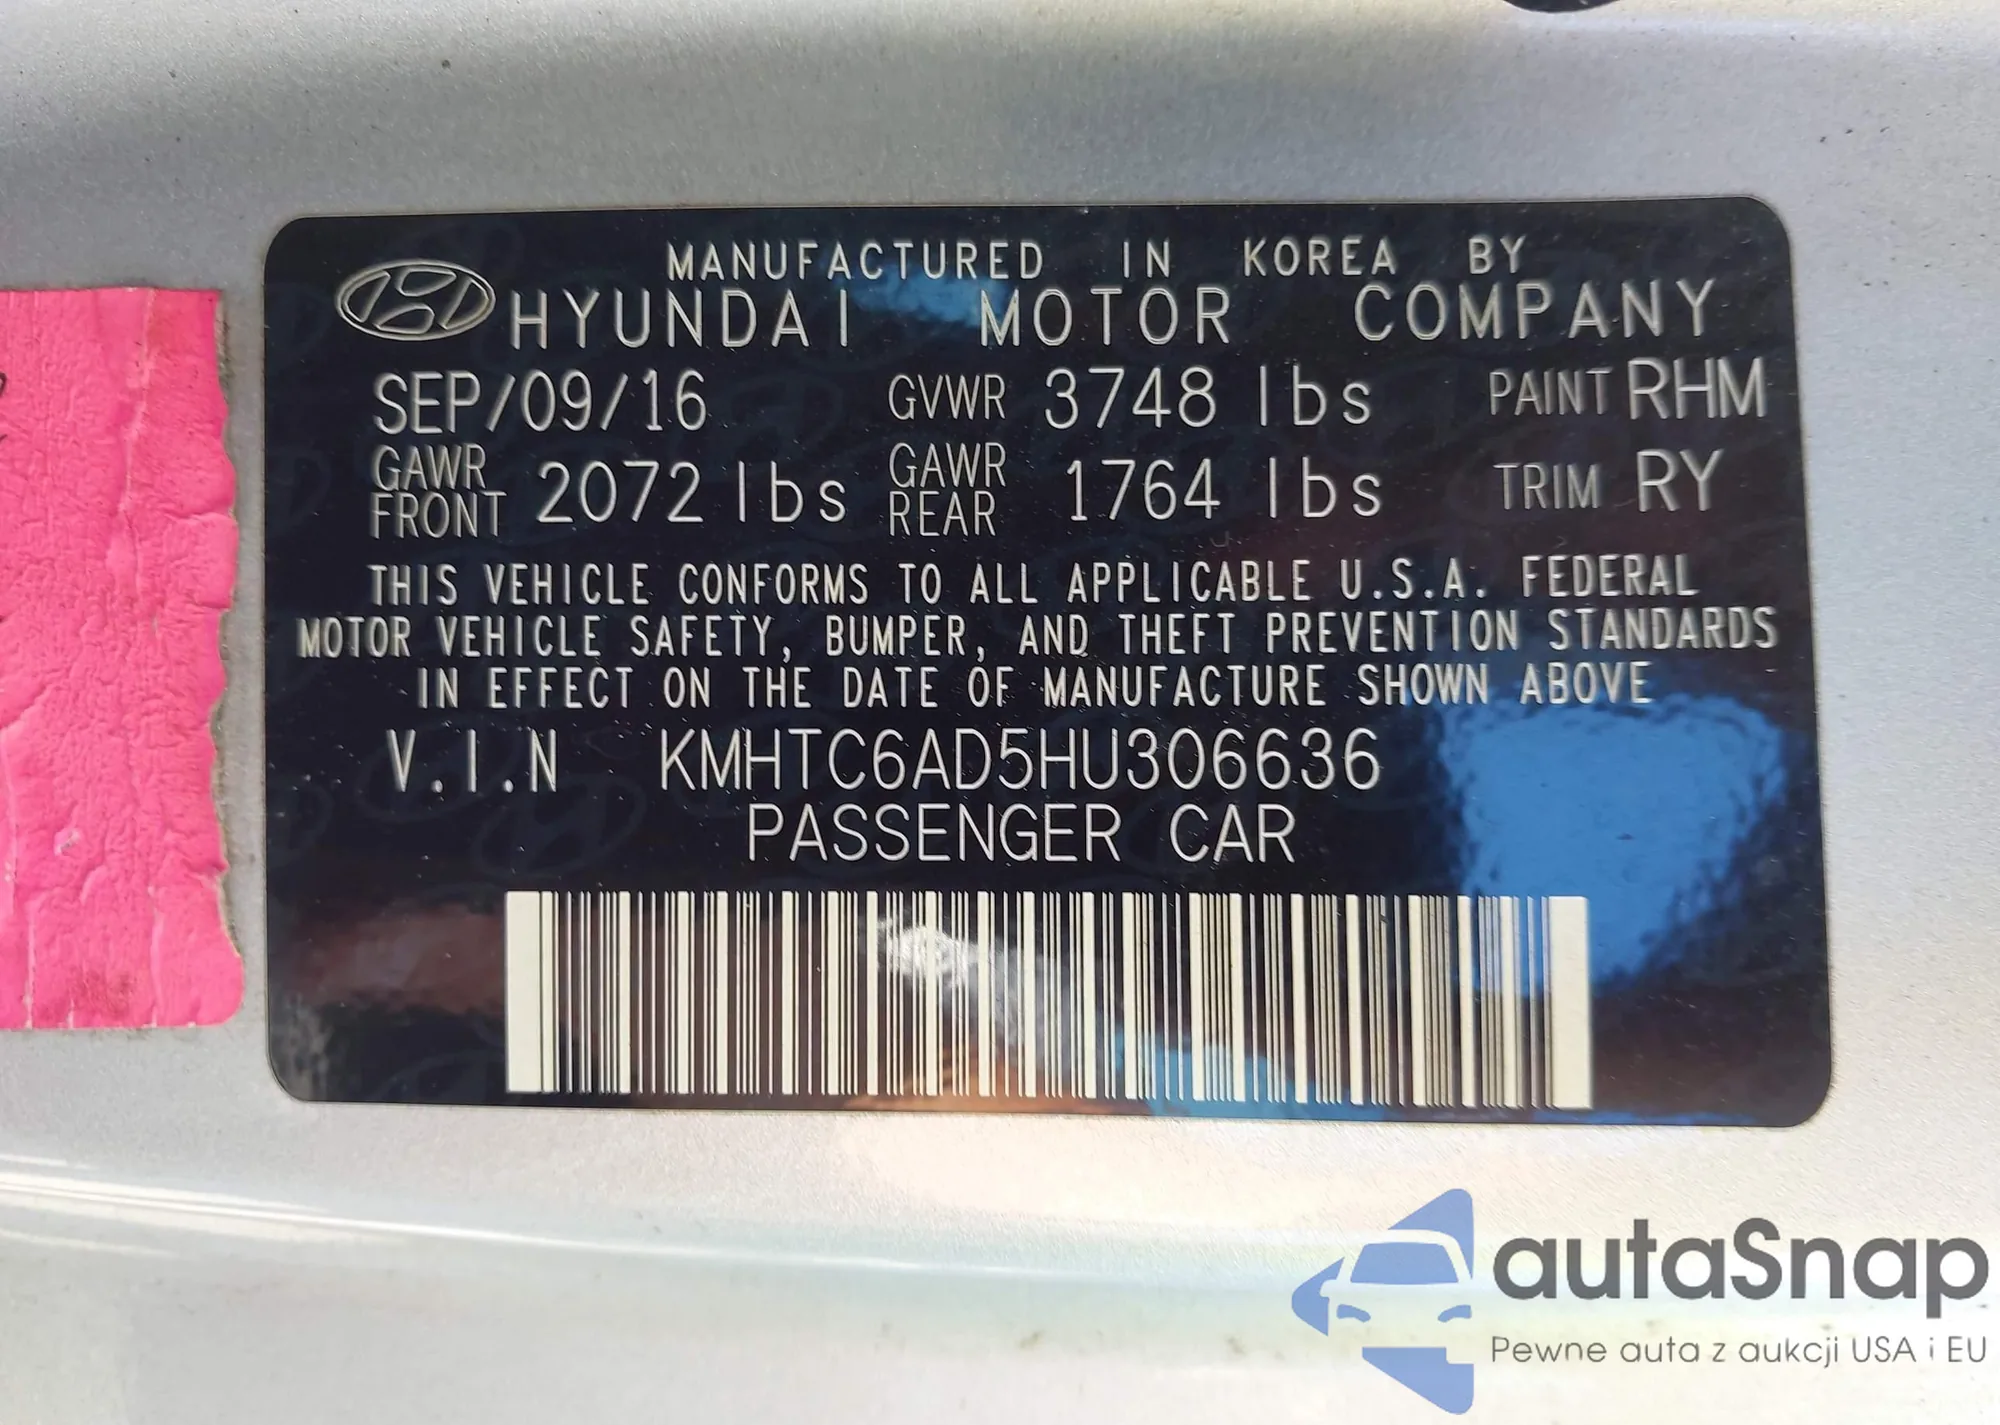 MANUFACTURED IN KOREA BY
HYUNDAI MOTOR COMPANY
SEP/09/16 GVWR 3748 lbs PAINT RHM
GAWR FRONT 2072 lbs GAWR REAR 1764 lbs TRIM RY
THIS VEHICLE CONFORMS TO ALL APPLICABLE U.S.A. FEDERAL
MOTOR VEHICLE SAFETY, BUMPER, AND THEFT PREVENTION STANDARDS
IN EFFECT ON THE DATE OF MANUFACTURE SHOWN ABOVE
V.I.N KMHTC6AD5HU306636
PASSENGER CAR
autaSnap
Pewne auta z aukcji USA i EU